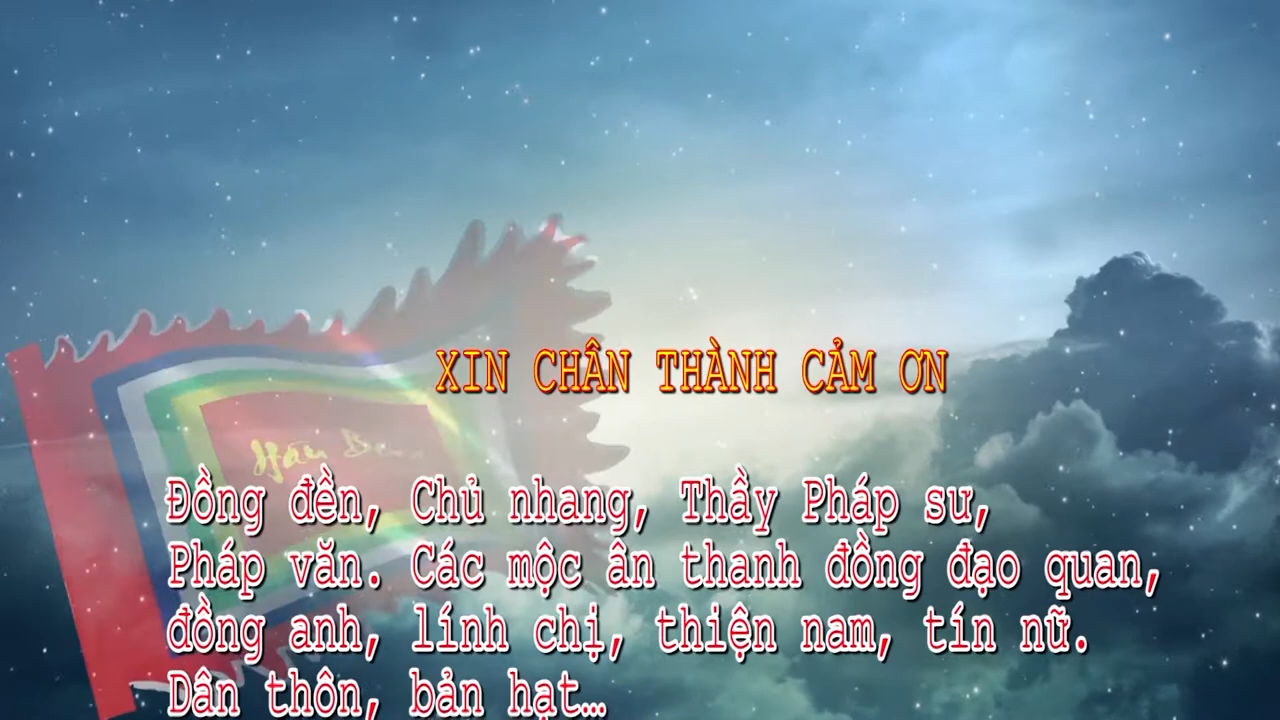 XIN CHÂN THÀNH CẢM ƠN
Hầu
Đồng đền, Chủ nhang, Thầy Pháp sư,
Pháp văn. Các mộc ân thanh đồng đạo quan,
đồng anh, lính chị, thiện nam, tín nữ.
Dân thôn, bản hạt…